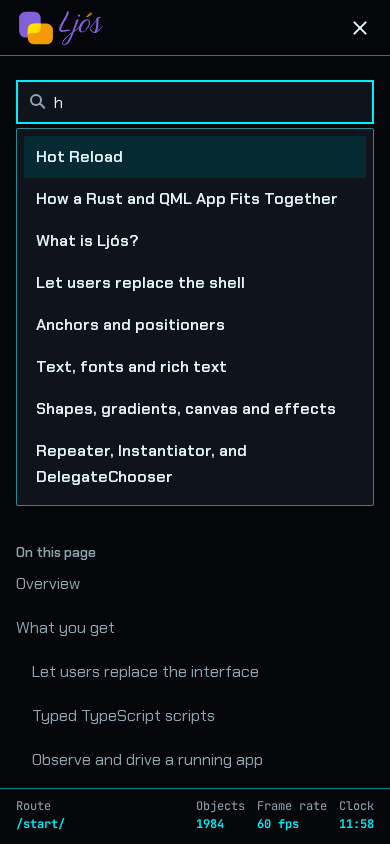 Ljós
h
Hot Reload
How a Rust and QML App Fits Together
What is Ljós?
Let users replace the shell
Anchors and positioners
Text, fonts and rich text
Shapes, gradients, canvas and effects
Repeater, Instantiator, and
DelegateChooser
On this page
Overview
What you get
Let users replace the interface
Typed TypeScript scripts
Observe and drive a running app
Route Objects Frame rate Clock
/start/ 1984 60 fps 11:58